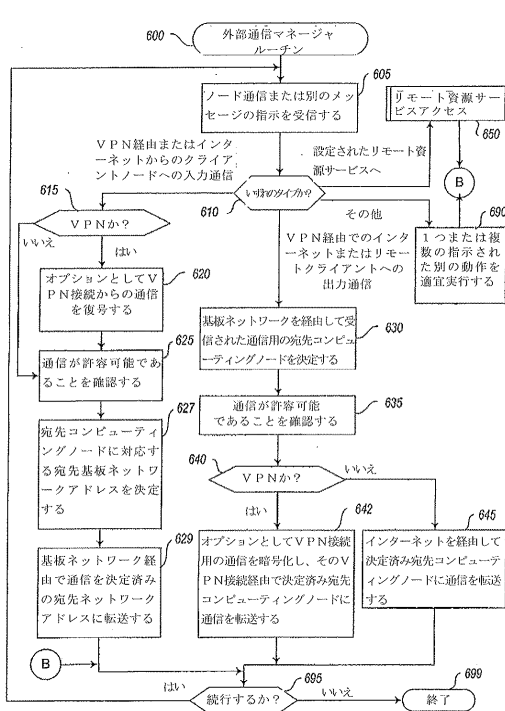 600
外部通信マネージャ
ルーチン
605
ノード通信または別のメッ
セージの指示を受信する
リモート資源サー
ビスアクセス
650
VPN経由またはインタ
ーネットからのクライア
ントノードへの入力通信
設定されたリモート資
源サービスへ
B
615
いずれのタイプか?
610
その他
690
VPNか?
いいえ
はい
VPN経由でのインタ
ーネットまたはリモー
トクライアントへの
出力通信
1つまたは複
数の指示され
た別の動作を
適宜実行する
620
オプションとしてV
PN接続からの通信
を復号する
基板ネットワークを経由して受
信された通信用の宛先コンピュ
ーティングノードを決定する
630
625
通信が許容可能であ
ることを確認する
635
通信が許容可能
であることを確認する
627
宛先コンピューティ
ングノードに対応す
る宛先基板ネットワ
ークアドレスを決定
する
640
VPNか?
いいえ
はい
642
645
オプションとしてVPN接続
用の通信を暗号化し、そのV
PN接続経由で決定済み宛先
コンピューティングノードに
通信を転送する
インターネットを経由して
決定済み宛先コンピューテ
ィングノードに通信を転送
する
629
基板ネットワーク経
由で通信を決定済み
の宛先ネットワーク
アドレスに転送する
B
はい
695
続行するか?
いいえ
699
終了